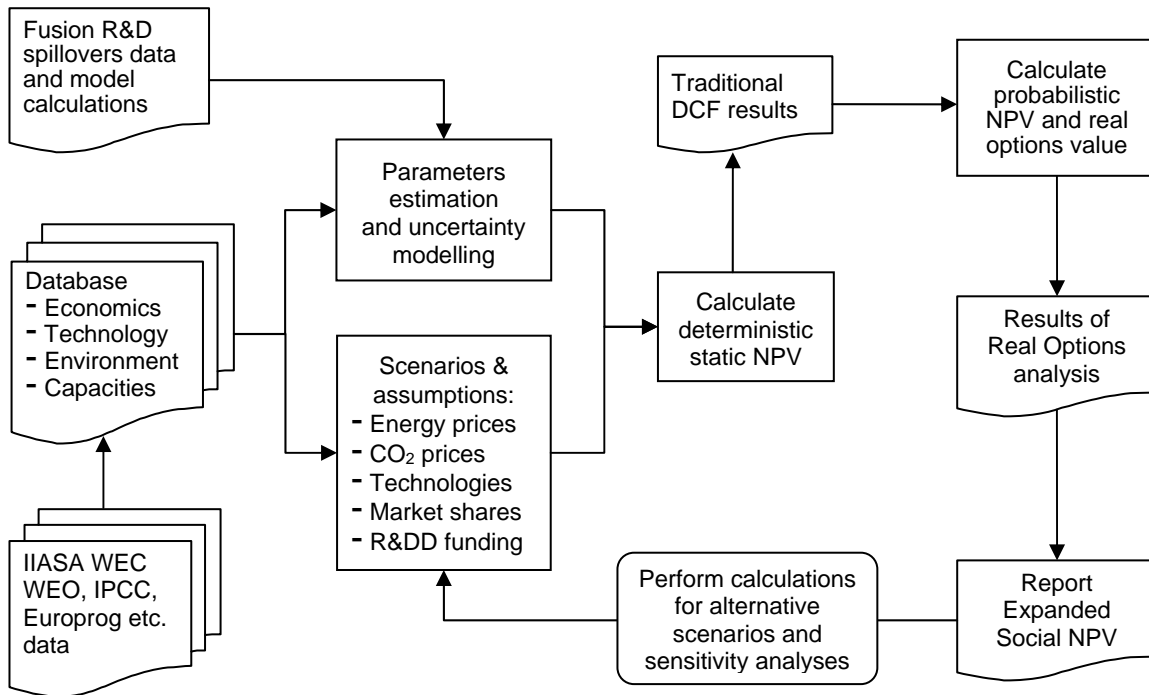 Fusion R&D
spillovers data
and model
calculations
Parameters
estimation
and uncertainty
modelling
Database
- Economics
- Technology
- Environment
- Capacities
IIASA WEC
WEO, IPCC,
Europrog etc.
data
Scenarios &
assumptions:
- Energy prices
- CO₂ prices
- Technologies
- Market shares
- R&DD funding
Traditional
DCF results
Calculate
deterministic
static NPV
Calculate
probabilistic
NPV and real
options value
Results of
Real Options
analysis
Report
Expanded
Social NPV
Perform calculations
for alternative
scenarios and
sensitivity analyses